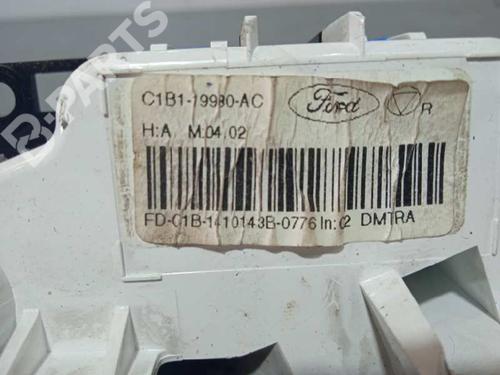 C1B1-19980-AC Ford R
H:A M.04.02
FD-C1B-1410143B-0776 In: 02 DMTRA
B-PARTS